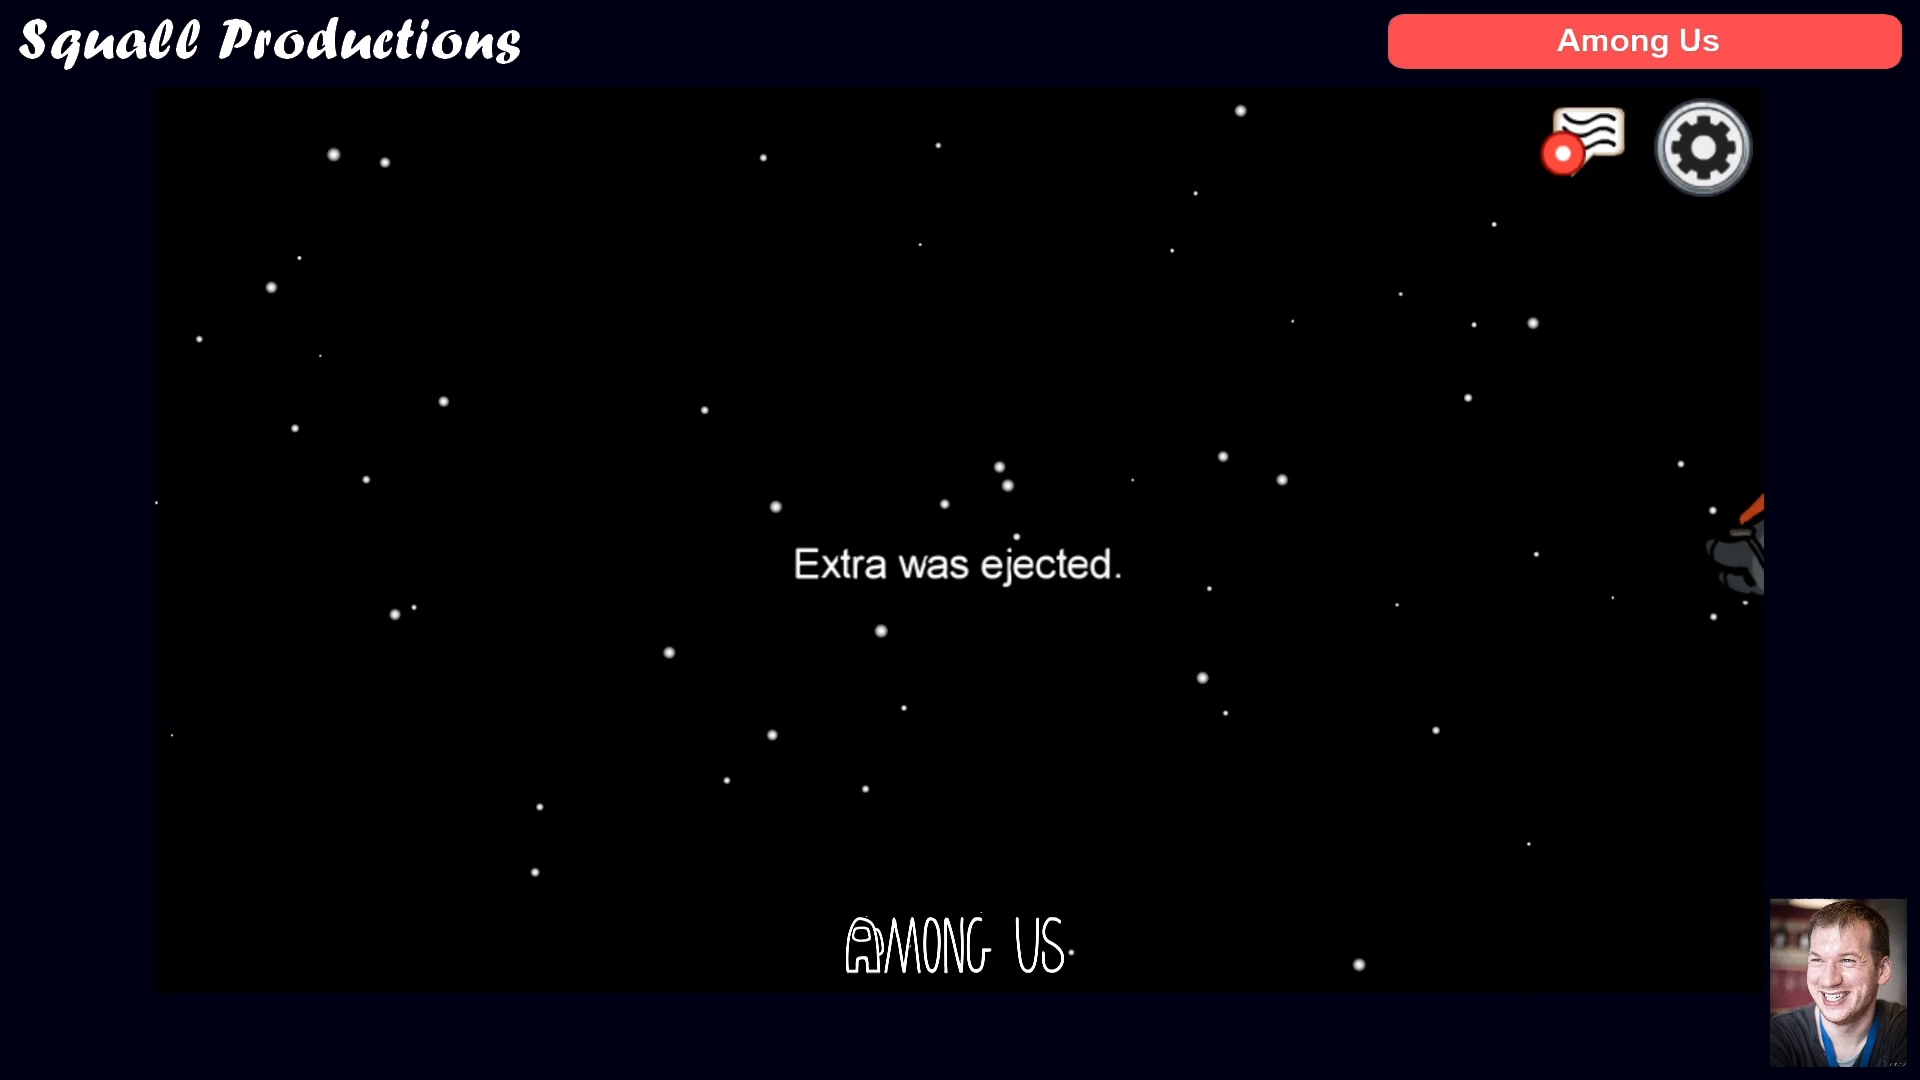 Squall Productions
Among Us
Extra was ejected.
AMONG US